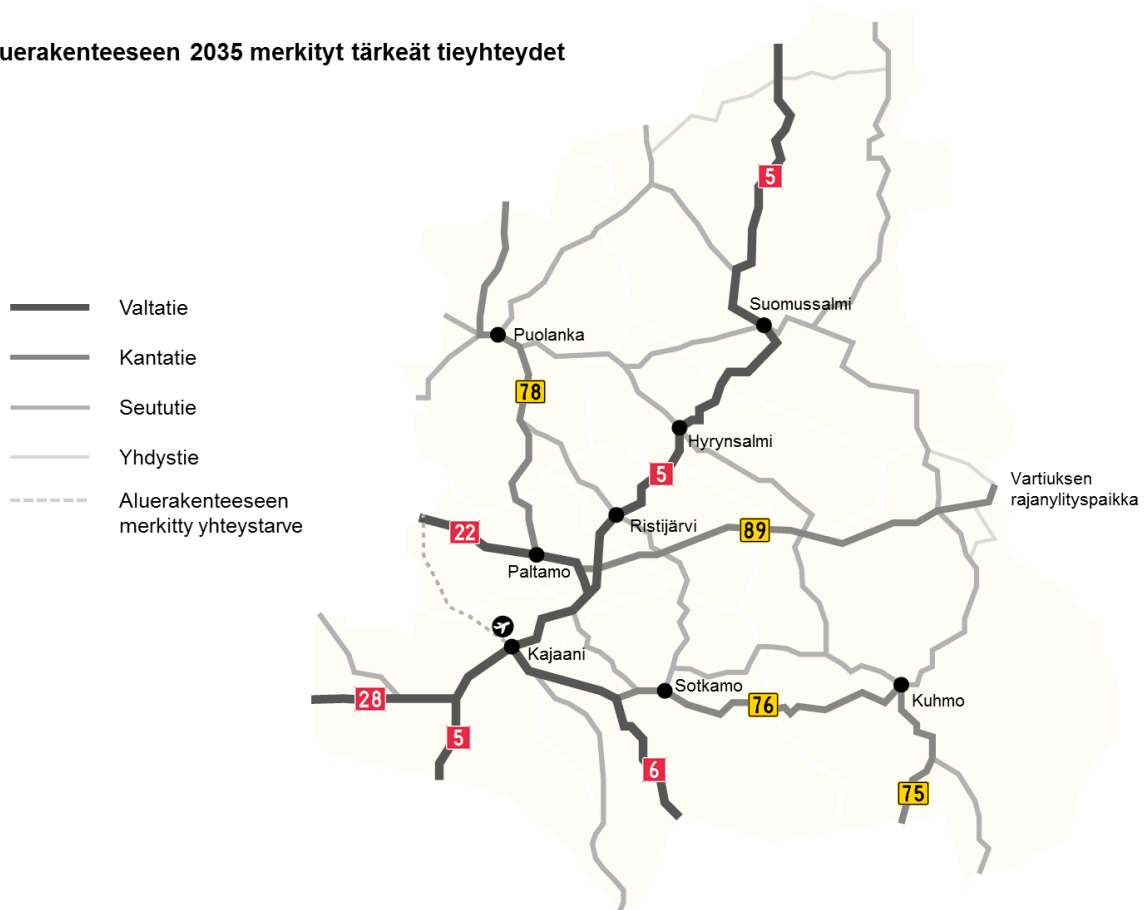 uerakenteeseen 2035 merkityt tärkeät tieyhteydet
5
Suomussalmi
Valtatie
Puolanka
Kantatie
78
Seututie
Hyrynsalmi
Yhdystie
5
Vartiuksen
rajanylityspaikka
Aluerakenteeseen
merkitty yhteystarve
Ristijärvi
22
89
Paltamo
Kajaani
Sotkamo
Kuhmo
28
76
5
6
75